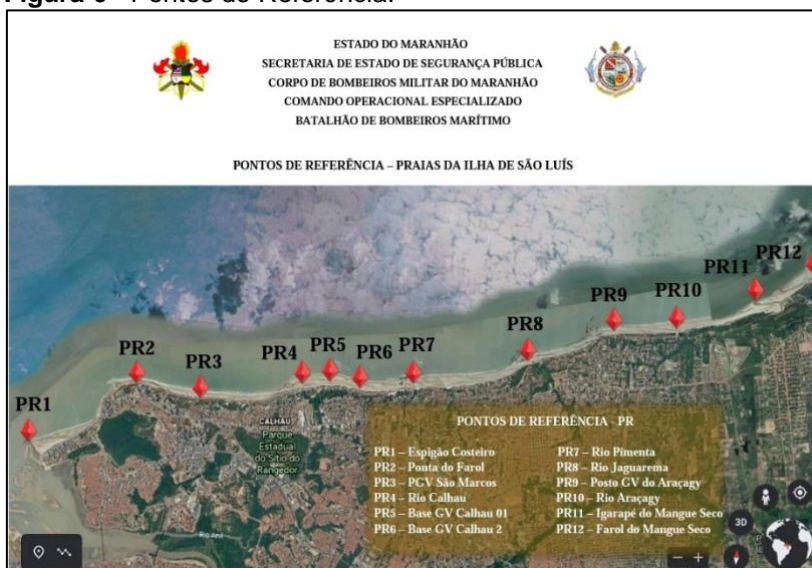 Figura 6 - Pontos de Referência.
ESTADO DO MARANHÃO
SECRETARIA DE ESTADO DE SEGURANÇA PÚBLICA
CORPO DE BOMBEIROS MILITAR DO MARANHÃO
COMANDO OPERACIONAL ESPECIALIZADO
BATALHÃO DE BOMBEIROS MARÍTIMO
PONTOS DE REFERÊNCIA – PRAIAS DA ILHA DE SÃO LUÍS
PR12
PR11
PR9
PR10
PR8
PR2
PR3
PR4
PR5
PR6
PR7
PR1
CALHAU
Parque
Estadual
do Sítio do
Rangedor
PONTOS DE REFERÊNCIA - PR
PR1 – Espigão Costeiro
PR2 – Ponta do Farol
PR3 – PGV São Marcos
PR4 – Rio Calhau
PR5 – Base GV Calhau 01
PR6 – Base GV Calhau 2
PR7 – Rio Pimenta
PR8 – Rio Jaguarema
PR9 – Posto GV do Araçagy
PR10 – Rio Araçagy
PR11 – Igarapé do Mangue Seco
PR12 – Farol do Mangue Seco
Rio Anil
3D